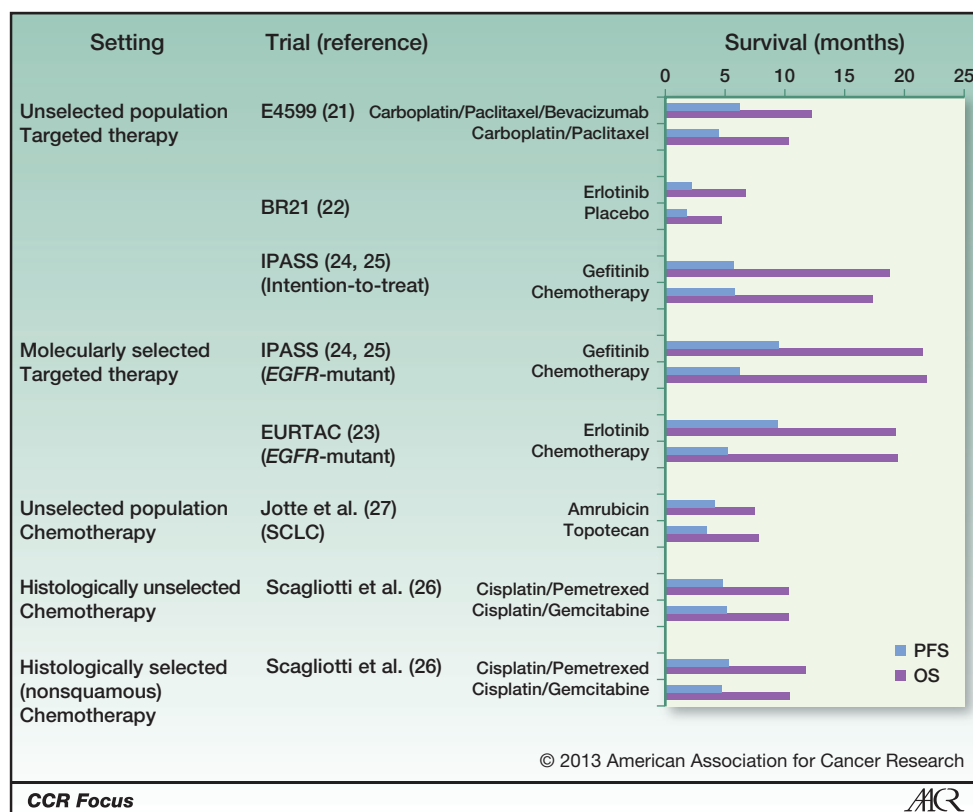 Setting Trial (reference) Survival (months)
0 5 10 15 20 25
Unselected population E4599 (21) Carboplatin/Paclitaxel/Bevacizumab
Targeted therapy Carboplatin/Paclitaxel
Erlotinib
BR21 (22) Placebo
IPASS (24, 25) Gefitinib
(Intention-to-treat) Chemotherapy
Molecularly selected IPASS (24, 25) Gefitinib
Targeted therapy (EGFR-mutant) Chemotherapy
EURTAC (23) Erlotinib
(EGFR-mutant) Chemotherapy
Unselected population Jotte et al. (27) Amrubicin
Chemotherapy (SCLC) Topotecan
Histologically unselected Scagliotti et al. (26) Cisplatin/Pemetrexed
Chemotherapy Cisplatin/Gemcitabine
Histologically selected Scagliotti et al. (26) Cisplatin/Pemetrexed
(nonsquamous) Cisplatin/Gemcitabine
Chemotherapy
PFS
OS
© 2013 American Association for Cancer Research
CCR Focus AACR